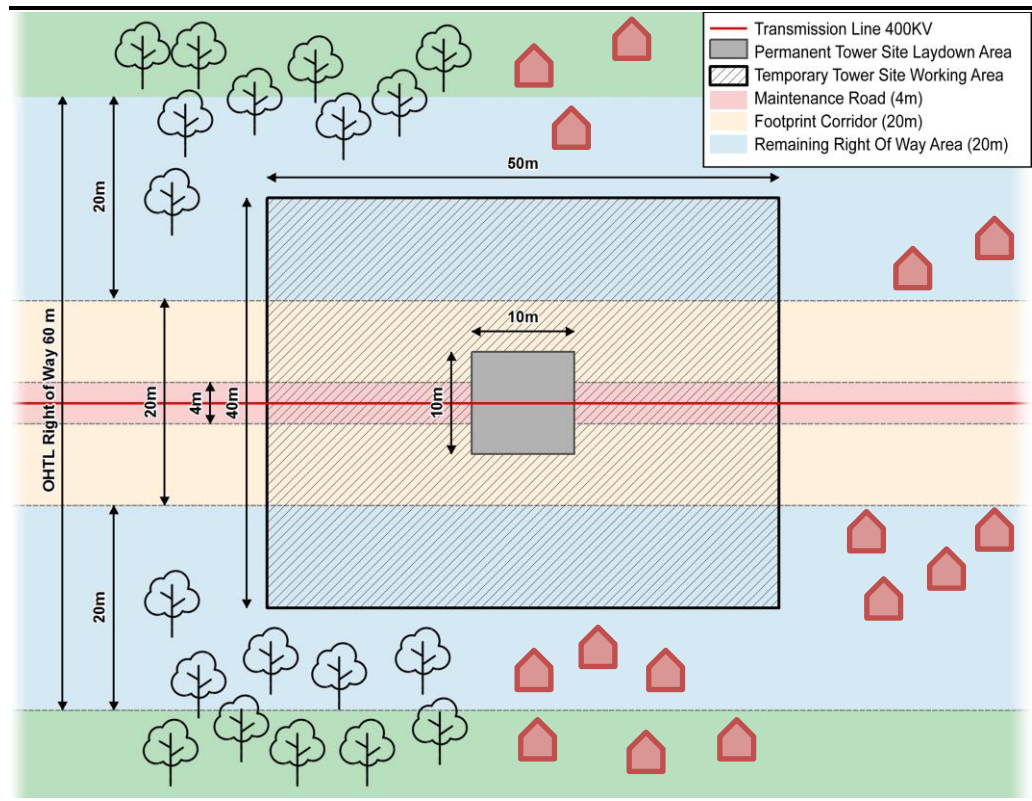 Transmission Line 400KV
Permanent Tower Site Laydown Area
Temporary Tower Site Working Area
Maintenance Road (4m)
Footprint Corridor (20m)
Remaining Right Of Way Area (20m)
50m
20m
10m
OHTL Right of Way 60 m
20m
4m
40m
10m
20m